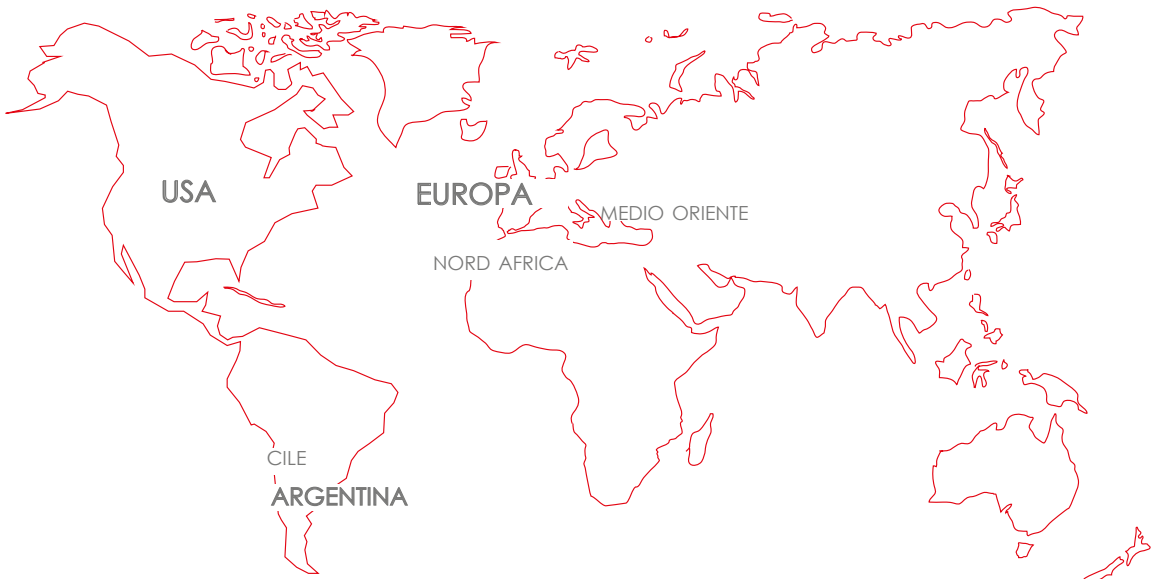 USA
EUROPA
MEDIO ORIENTE
NORD AFRICA
CILE
ARGENTINA